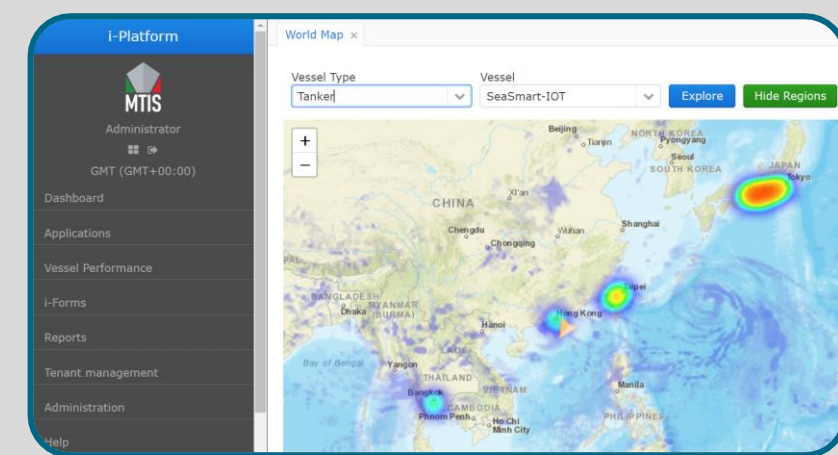 i-Platform
MTIS
Administrator
GMT (GMT+00:00)
Dashboard
Applications
Vessel Performance
i-Forms
Reports
Tenant management
Administration
Help
World Map ×
Vessel Type
Vessel
Tanker
SeaSmart-IOT
Explore
Hide Regions
+
−
Beijing
Tianjin
NORTH KOREA
Pyongyang
Seoul
SOUTH KOREA
JAPAN
Tokyo
Xi'an
CHINA
Chengdu
Wuhan
Shanghai
Chongqing
BANGLADESH
Dhaka
MYANMAR
(BURMA)
Taipei
Hong Kong
Hanoi
LAOS
Bay of Bengal
Yangon
THAILAND
VIETNAM
Manila
Bangkok
CAMBODIA
Phnom Penh
Ho Chi
Minh City
PHILIPPINES